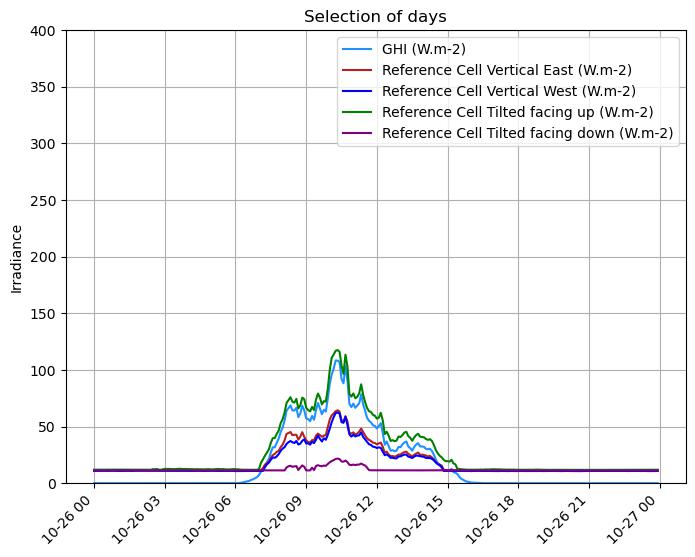 Selection of days
GHI (W.m-2)
Reference Cell Vertical East (W.m-2)
Reference Cell Vertical West (W.m-2)
Reference Cell Tilted facing up (W.m-2)
Reference Cell Tilted facing down (W.m-2)
Irradiance
400
350
300
250
200
150
100
50
0
10-26 00
10-26 03
10-26 06
10-26 09
10-26 12
10-26 15
10-26 18
10-26 21
10-27 00